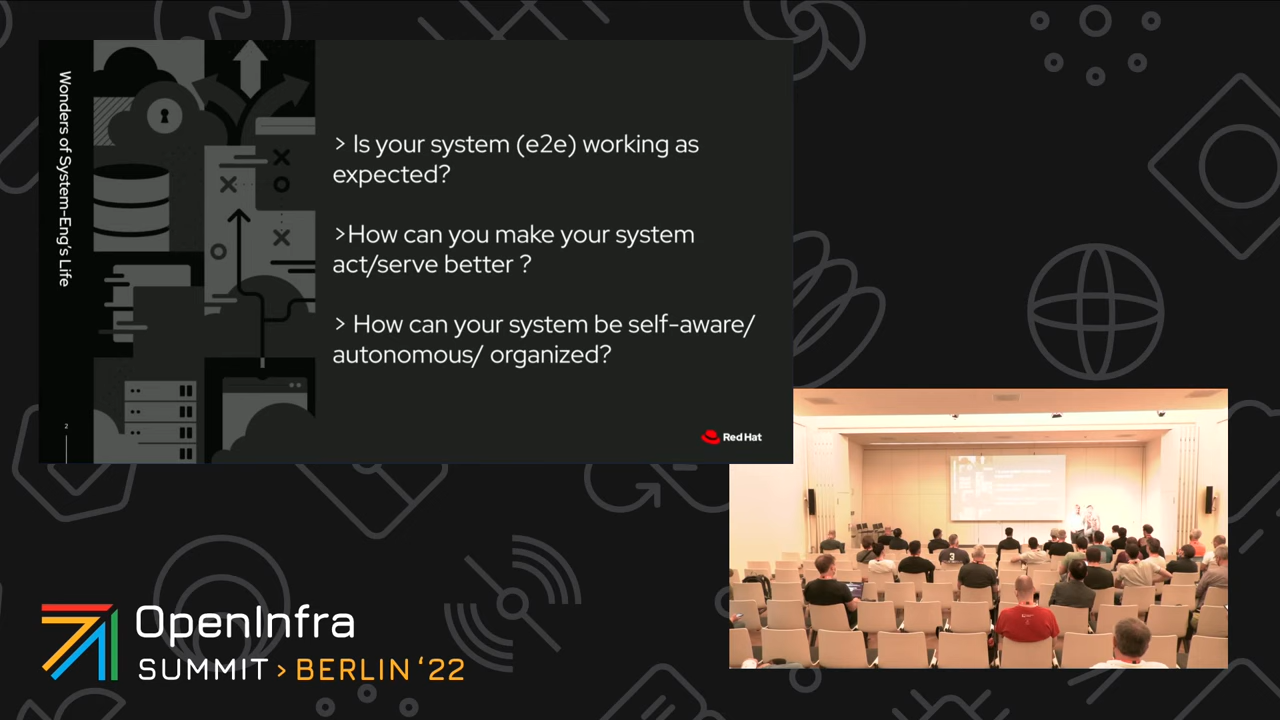 Wonders of System-Eng's Life
> Is your system (e2e) working as
expected?
>How can you make your system
act/serve better ?
> How can your system be self-aware/
autonomous/ organized?
2
Red Hat
3
OpenInfra
SUMMIT > BERLIN '22